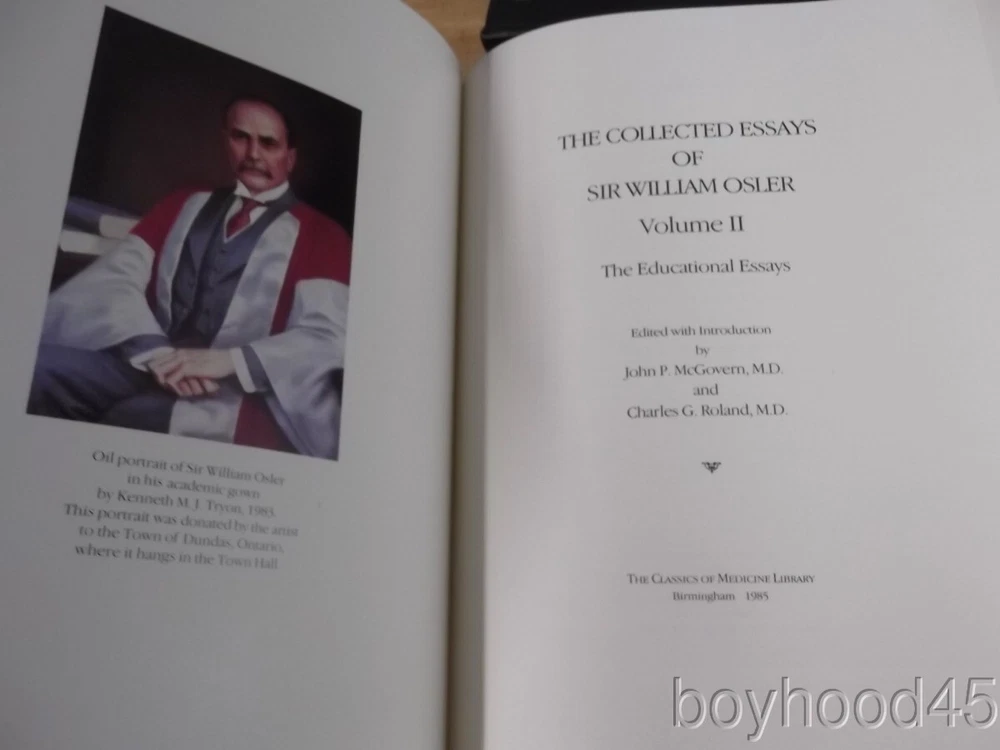 Oil portrait of Sir William Osler
in his academic gown
by Kenneth M. J. Tryon, 1983.
This portrait was donated by the artist
to the Town of Dundas, Ontario,
where it hangs in the Town Hall.
THE COLLECTED ESSAYS
OF
SIR WILLIAM OSLER
Volume II
The Educational Essays
Edited with Introduction
by
John P. McGovern, M.D.
and
Charles G. Roland, M.D.
THE CLASSICS OF MEDICINE LIBRARY
Birmingham 1985
boyhood45